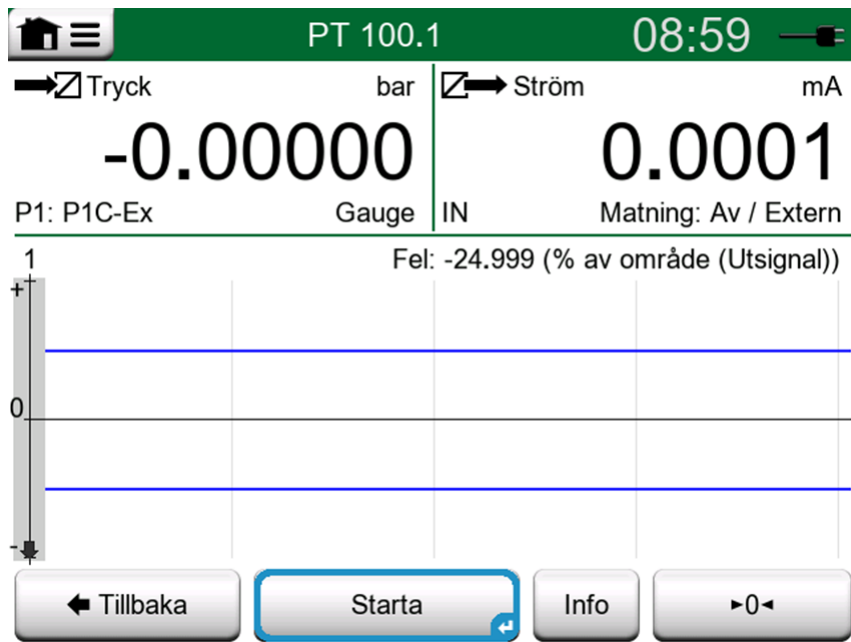 PT 100.1 08:59
Tryck bar
-0.00000
P1: P1C-Ex Gauge
Ström mA
0.0001
IN Matning: Av / Extern
1 Fel: -24.999 (% av område (Utsignal))
+
0
-
Tillbaka Starta Info ►0◄